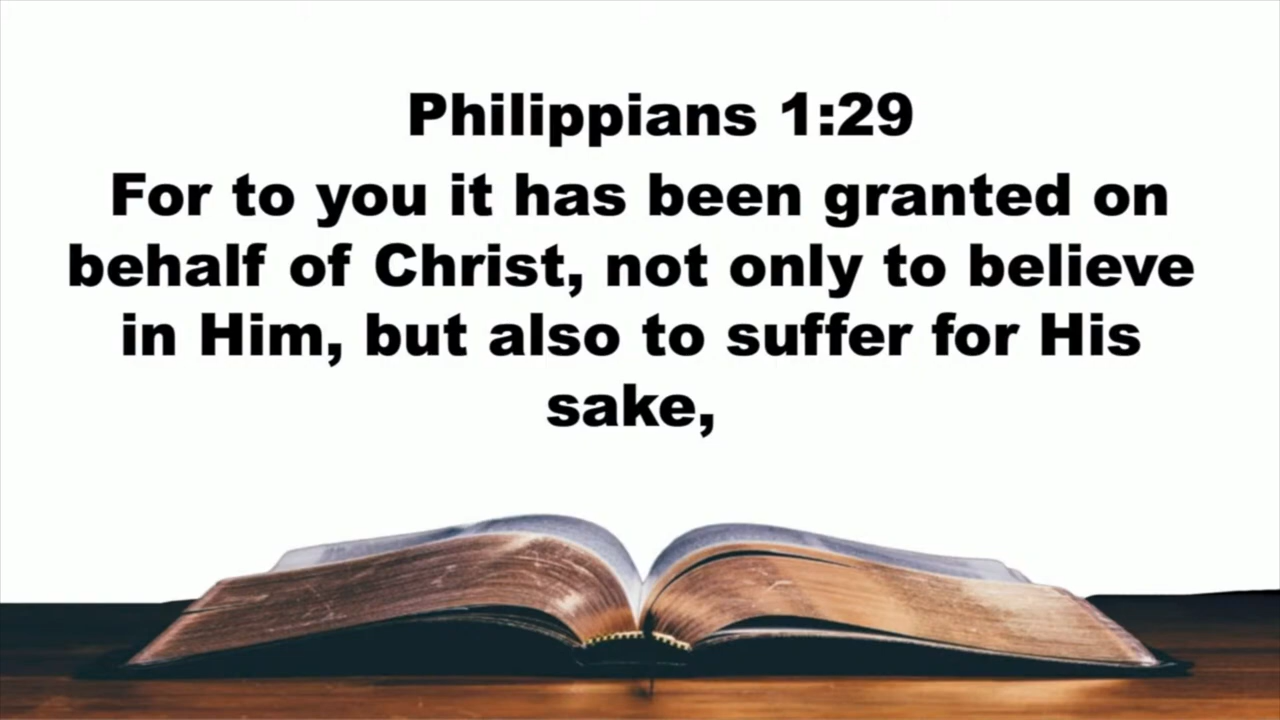 Philippians 1:29
For to you it has been granted on
behalf of Christ, not only to believe
in Him, but also to suffer for His
sake,